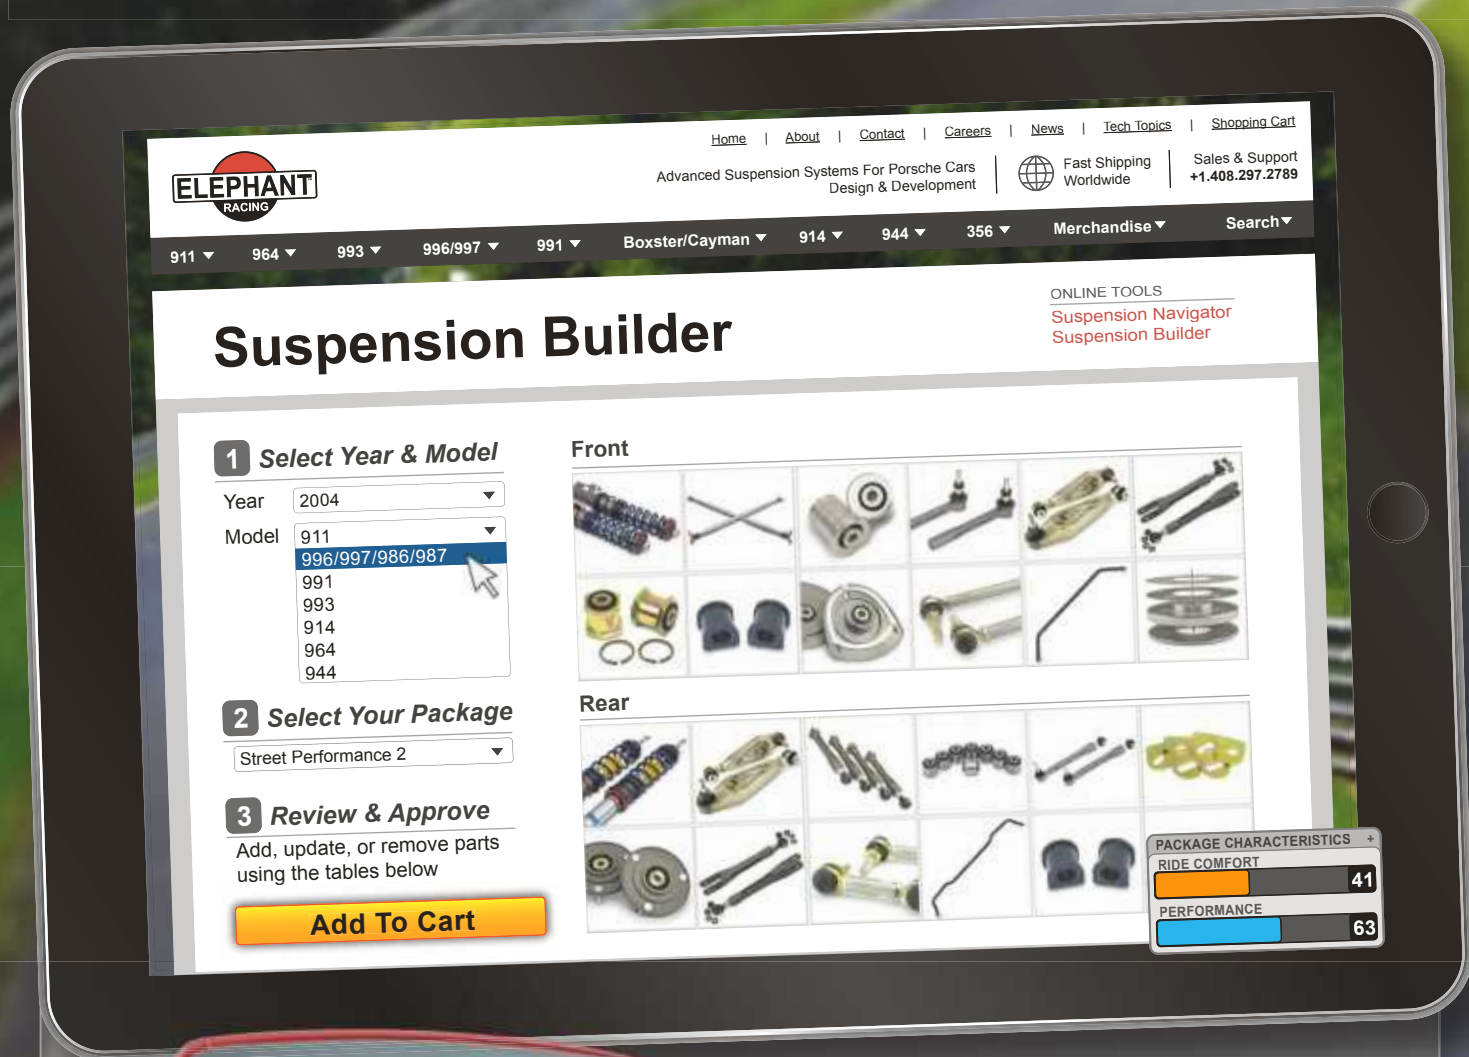 ELEPHANT
RACING
Home | About | Contact | Careers | News | Tech Topics | Shopping Cart
Advanced Suspension Systems For Porsche Cars
Design & Development
Fast Shipping
Worldwide
Sales & Support
+1.408.297.2789
911 ▼ 964 ▼ 993 ▼ 996/997 ▼ 991 ▼ Boxster/Cayman ▼ 914 ▼ 944 ▼ 356 ▼ Merchandise ▼ Search ▼
Suspension Builder
ONLINE TOOLS
Suspension Navigator
Suspension Builder
1 Select Year & Model
Year 2004
Model 911
996/997/986/987
991
993
914
964
944
2 Select Your Package
Street Performance 2
3 Review & Approve
Add, update, or remove parts
using the tables below
Add To Cart
Front
Rear
PACKAGE CHARACTERISTICS +
RIDE COMFORT
41
PERFORMANCE
63